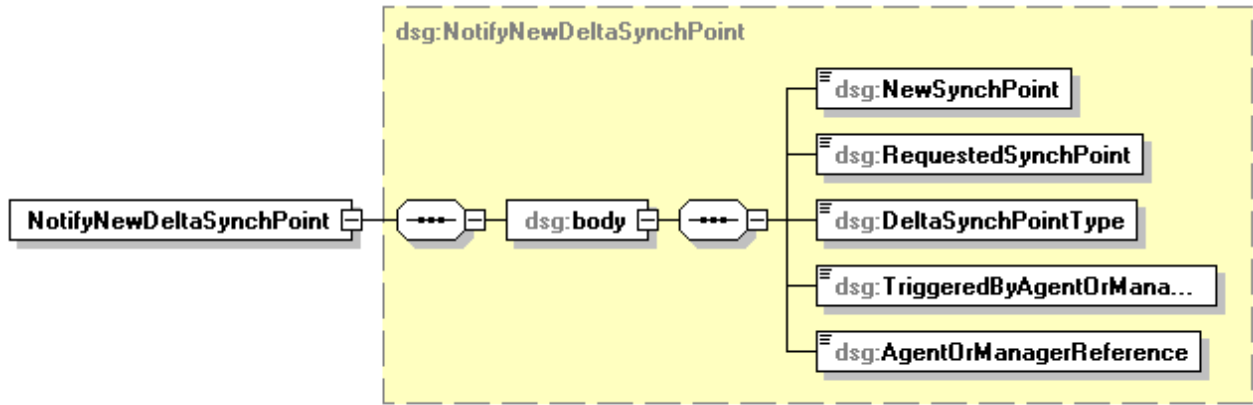 dsg:NotifyNewDeltaSynchPoint
dsg:NewSynchPoint
dsg:RequestedSynchPoint
NotifyNewDeltaSynchPoint
dsg:body
dsg:DeltaSynchPointType
dsg:TriggeredByAgentOrMana...
dsg:AgentOrManagerReference